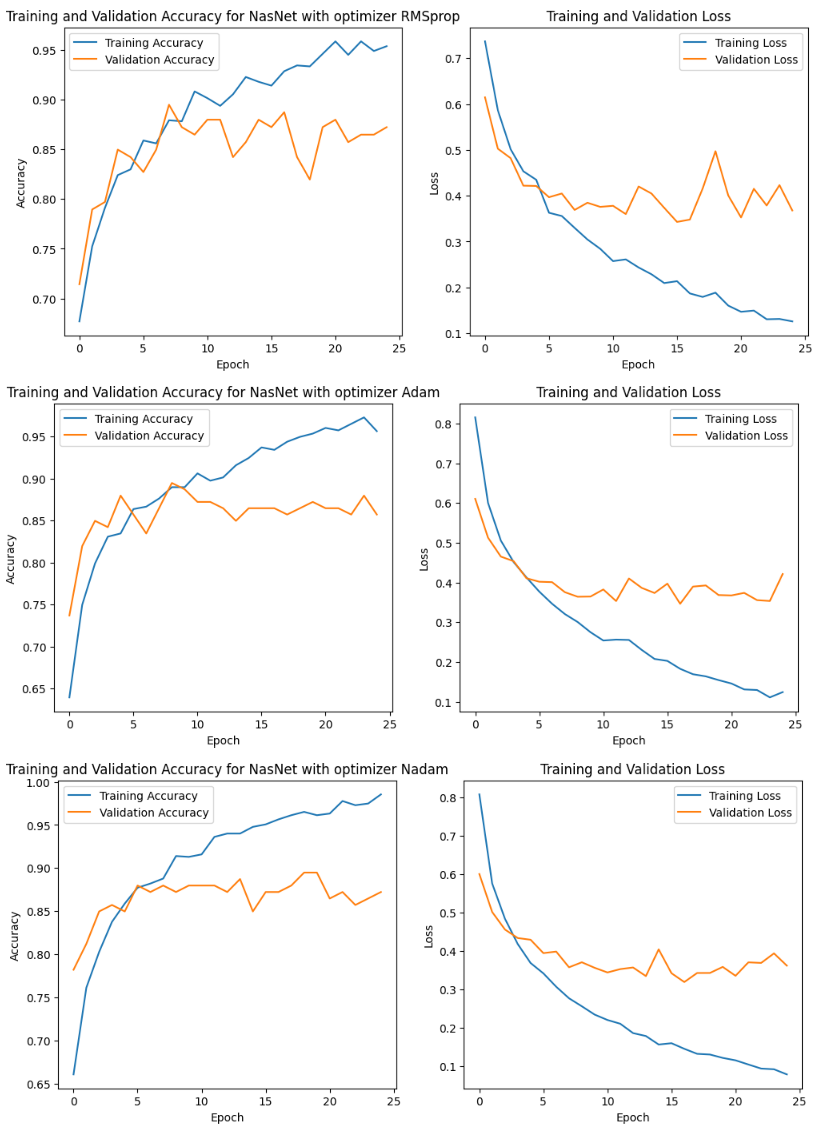 Training and Validation Accuracy for NasNet with optimizer RMSprop
Training Accuracy
Validation Accuracy
0.95
0.90
0.85
0.80
0.75
0.70
Accuracy
0
5
10
15
20
25
Epoch
Training and Validation Loss
Training Loss
Validation Loss
0.7
0.6
0.5
0.4
0.3
0.2
0.1
Loss
0
5
10
15
20
25
Epoch
Training and Validation Accuracy for NasNet with optimizer Adam
Training Accuracy
Validation Accuracy
0.95
0.90
0.85
0.80
0.75
0.70
0.65
Accuracy
0
5
10
15
20
25
Epoch
Training and Validation Loss
Training Loss
Validation Loss
0.8
0.7
0.6
0.5
0.4
0.3
0.2
0.1
Loss
0
5
10
15
20
25
Epoch
Training and Validation Accuracy for NasNet with optimizer Nadam
Training Accuracy
Validation Accuracy
1.00
0.95
0.90
0.85
0.80
0.75
0.70
0.65
Accuracy
0
5
10
15
20
25
Epoch
Training and Validation Loss
Training Loss
Validation Loss
0.8
0.7
0.6
0.5
0.4
0.3
0.2
0.1
Loss
0
5
10
15
20
25
Epoch